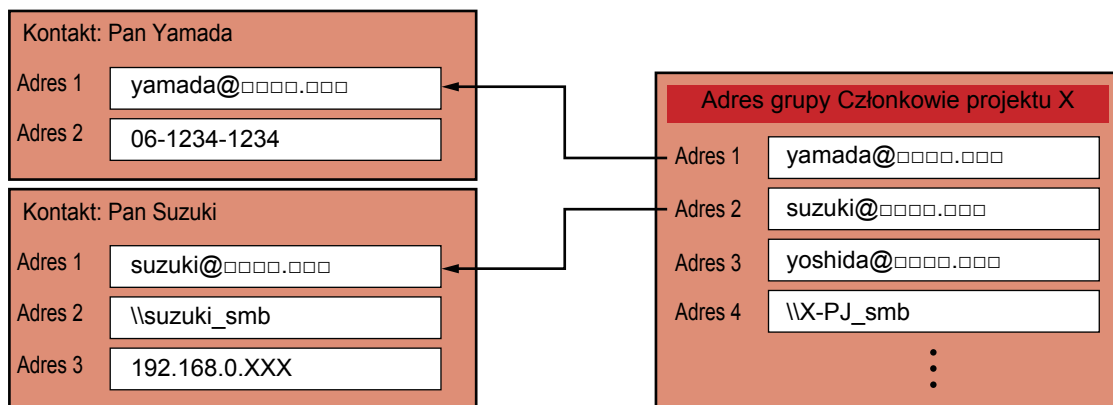 Kontakt: Pan Yamada
Adres 1 yamada@□□□□.□□□
Adres 2 06-1234-1234
Kontakt: Pan Suzuki
Adres 1 suzuki@□□□□.□□□
Adres 2 \\suzuki_smb
Adres 3 192.168.0.XXX
Adres grupy Członkowie projektu X
Adres 1 yamada@□□□□.□□□
Adres 2 suzuki@□□□□.□□□
Adres 3 yoshida@□□□□.□□□
Adres 4 \\X-PJ_smb